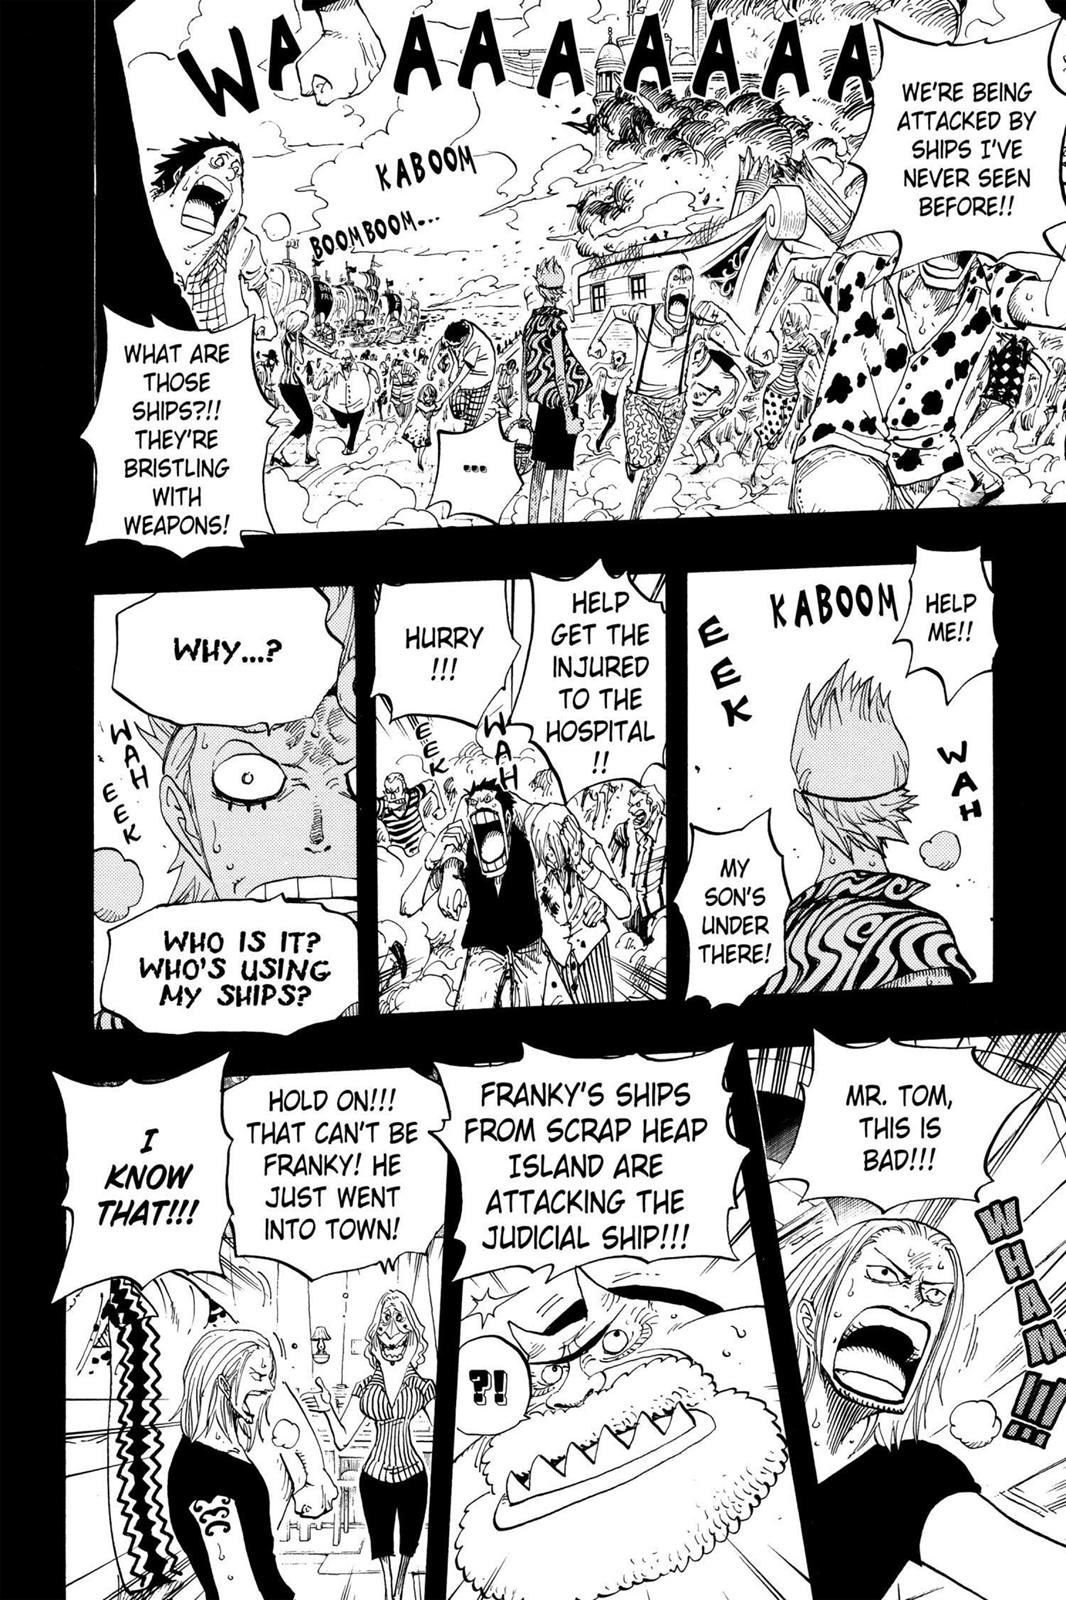 WAAAAAAAA
WE'RE BEING
ATTACKED BY
SHIPS I'VE
NEVER SEEN
BEFORE!!
KABOOM
BOOMBOOM...
...
WHAT ARE
THOSE
SHIPS?!!
THEY'RE
BRISTLING
WITH
WEAPONS!
HELP
ME!!
KABOOM
EEEK
WAH
MY
SON'S
UNDER
THERE!
HELP
GET THE
INJURED
TO THE
HOSPITAL
!!
HURRY
!!!
WAH
EEK
WHY...?
WAH
EEK
WHO IS IT?
WHO'S USING
MY SHIPS?
MR. TOM,
THIS IS
BAD!!!
WHAM!!!
FRANKY'S SHIPS
FROM SCRAP HEAP
ISLAND ARE
ATTACKING THE
JUDICIAL SHIP!!!
?!
HOLD ON!!!
THAT CAN'T BE
FRANKY! HE
JUST WENT
INTO TOWN!
I
KNOW
THAT!!!